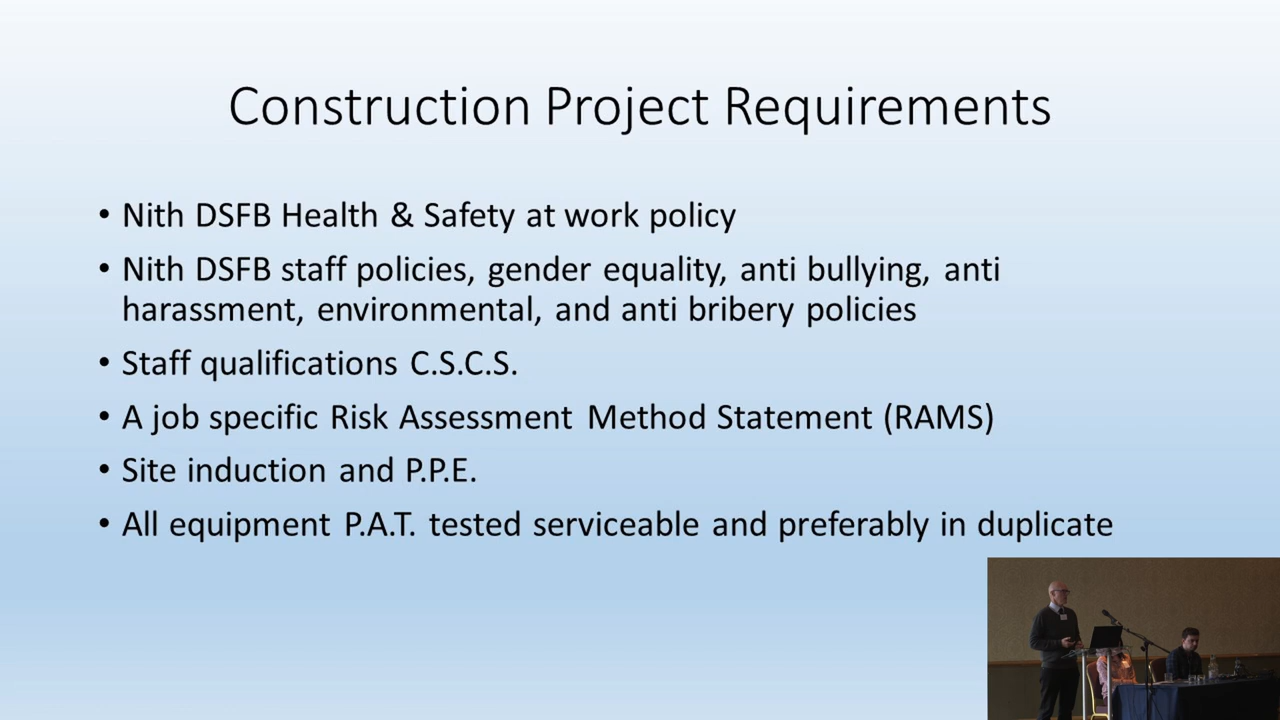 Construction Project Requirements
• Nith DSFB Health & Safety at work policy
• Nith DSFB staff policies, gender equality, anti bullying, anti
harassment, environmental, and anti bribery policies
• Staff qualifications C.S.C.S.
• A job specific Risk Assessment Method Statement (RAMS)
• Site induction and P.P.E.
• All equipment P.A.T. tested serviceable and preferably in duplicate